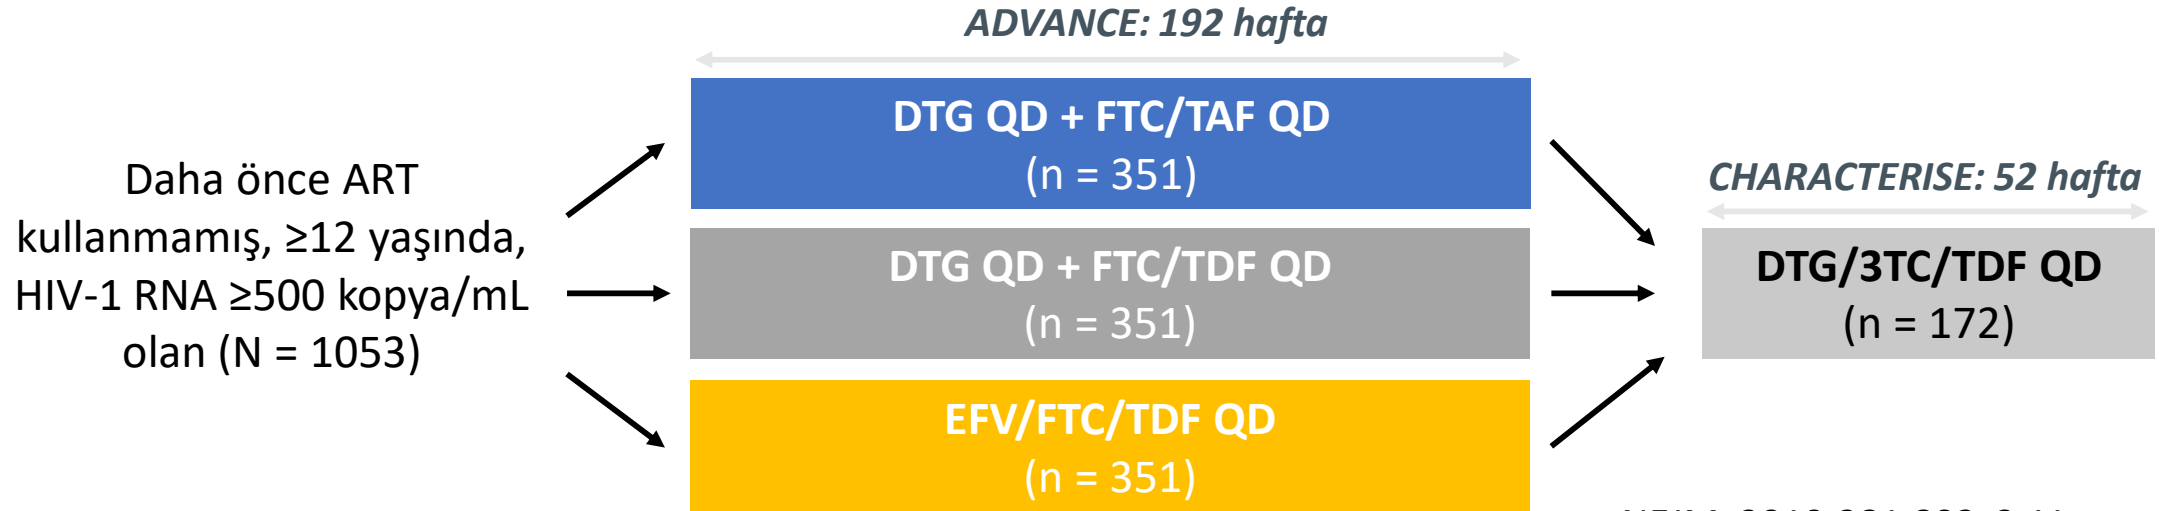 ADVANCE: 192 hafta
Daha önce ART
kullanmamış, ≥12 yaşında,
HIV-1 RNA ≥500 kopya/mL
olan (N = 1053)
DTG QD + FTC/TAF QD
(n = 351)
DTG QD + FTC/TDF QD
(n = 351)
EFV/FTC/TDF QD
(n = 351)
CHARACTERISE: 52 hafta
DTG/3TC/TDF QD
(n = 172)